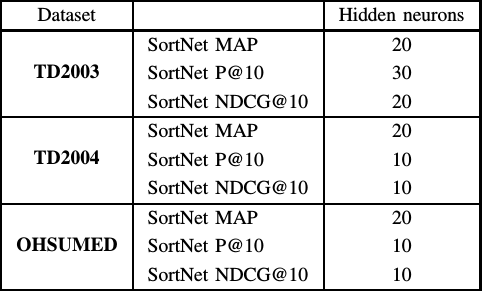 Dataset Hidden neurons
SortNet MAP 20
TD2003 SortNet P@10 30
SortNet NDCG@10 20
SortNet MAP 20
TD2004 SortNet P@10 10
SortNet NDCG@10 10
SortNet MAP 20
OHSUMED SortNet P@10 10
SortNet NDCG@10 10